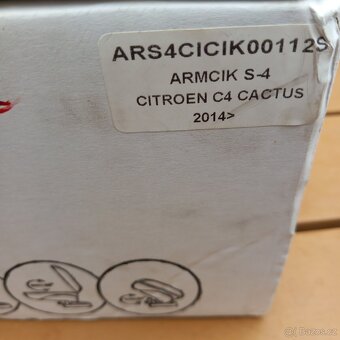 ARS4CICIK00112S
ARMCIK S-4
CITROEN C4 CACTUS
2014>